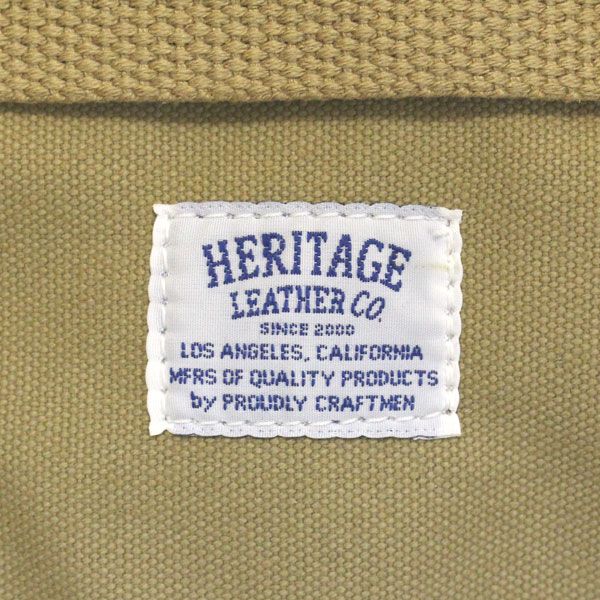 HERITAGE
LEATHER CO.
SINCE 2000
LOS ANGELES, CALIFORNIA
MFRS OF QUALITY PRODUCTS
by PROUDLY CRAFTMEN